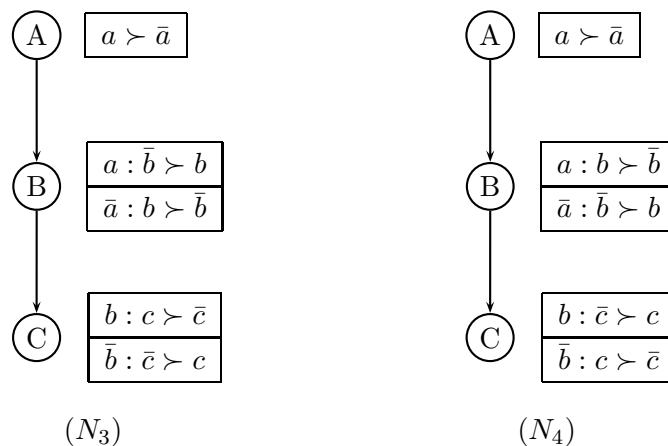 A a ≻ ā
B a : b̄ ≻ b
ā : b ≻ b̄
C b : c ≻ c̄
b̄ : c̄ ≻ c
(N₃)
A a ≻ ā
B a : b ≻ b̄
ā : b̄ ≻ b
C b : c̄ ≻ c
b̄ : c ≻ c̄
(N₄)